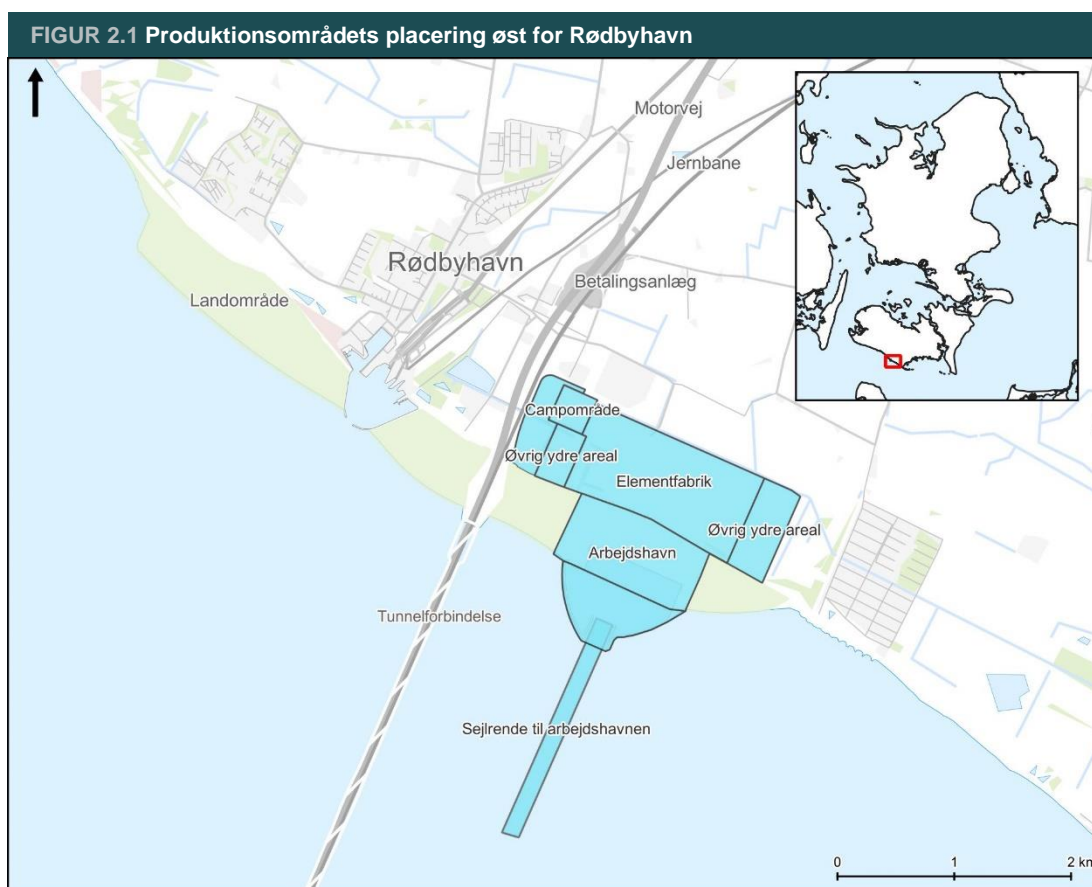 FIGUR 2.1 Produktionsområdets placering øst for Rødbyhavn
Motorvej
Jernbane
Rødbyhavn
Betalingsanlæg
Landområde
Campområde
Øvrig ydre areal
Elementfabrik
Øvrig ydre areal
Arbejdshavn
Tunnelforbindelse
Sejlrende til arbejdshavnen
0 1 2 km